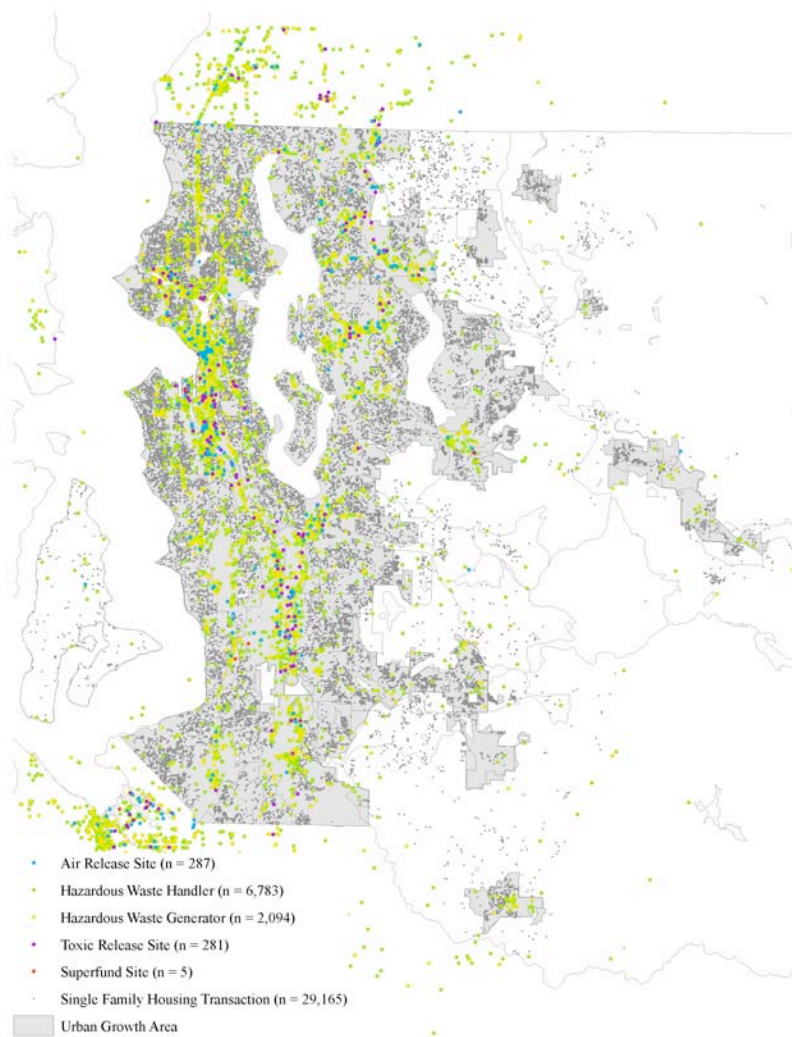 Air Release Site (n = 287)
Hazardous Waste Handler (n = 6,783)
Hazardous Waste Generator (n = 2,094)
Toxic Release Site (n = 281)
Superfund Site (n = 5)
Single Family Housing Transaction (n = 29,165)
Urban Growth Area